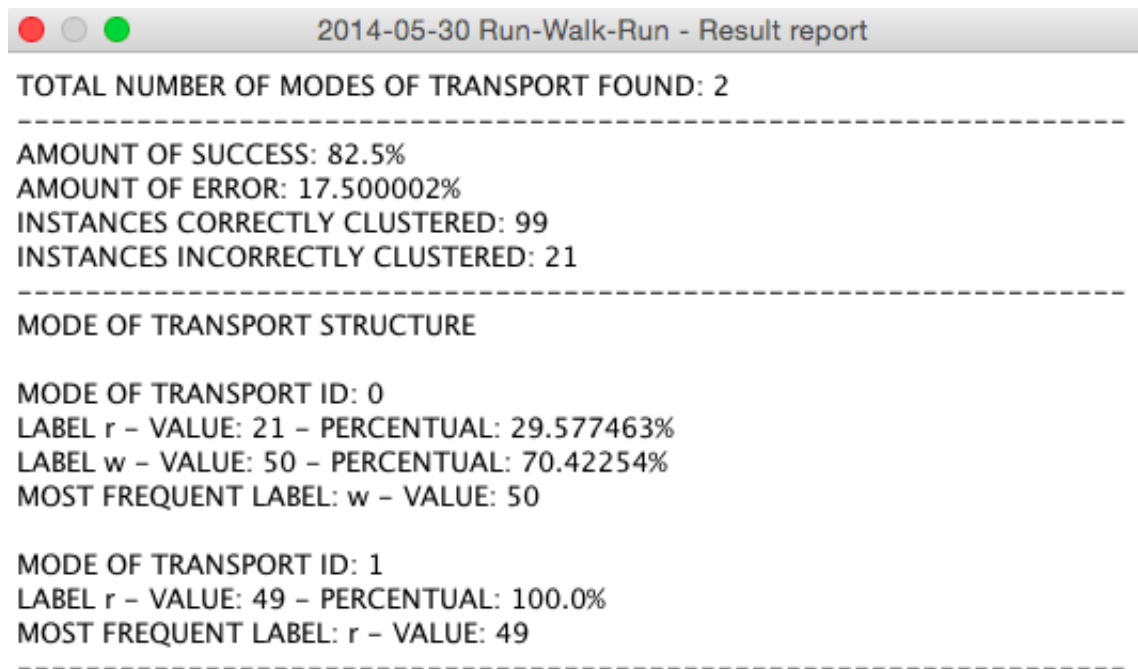 2014-05-30 Run-Walk-Run - Result report
TOTAL NUMBER OF MODES OF TRANSPORT FOUND: 2
--------------------------------------------------------------------
AMOUNT OF SUCCESS: 82.5%
AMOUNT OF ERROR: 17.500002%
INSTANCES CORRECTLY CLUSTERED: 99
INSTANCES INCORRECTLY CLUSTERED: 21
--------------------------------------------------------------------
MODE OF TRANSPORT STRUCTURE
MODE OF TRANSPORT ID: 0
LABEL r – VALUE: 21 – PERCENTUAL: 29.577463%
LABEL w – VALUE: 50 – PERCENTUAL: 70.42254%
MOST FREQUENT LABEL: w – VALUE: 50
MODE OF TRANSPORT ID: 1
LABEL r – VALUE: 49 – PERCENTUAL: 100.0%
MOST FREQUENT LABEL: r – VALUE: 49
--------------------------------------------------------------------